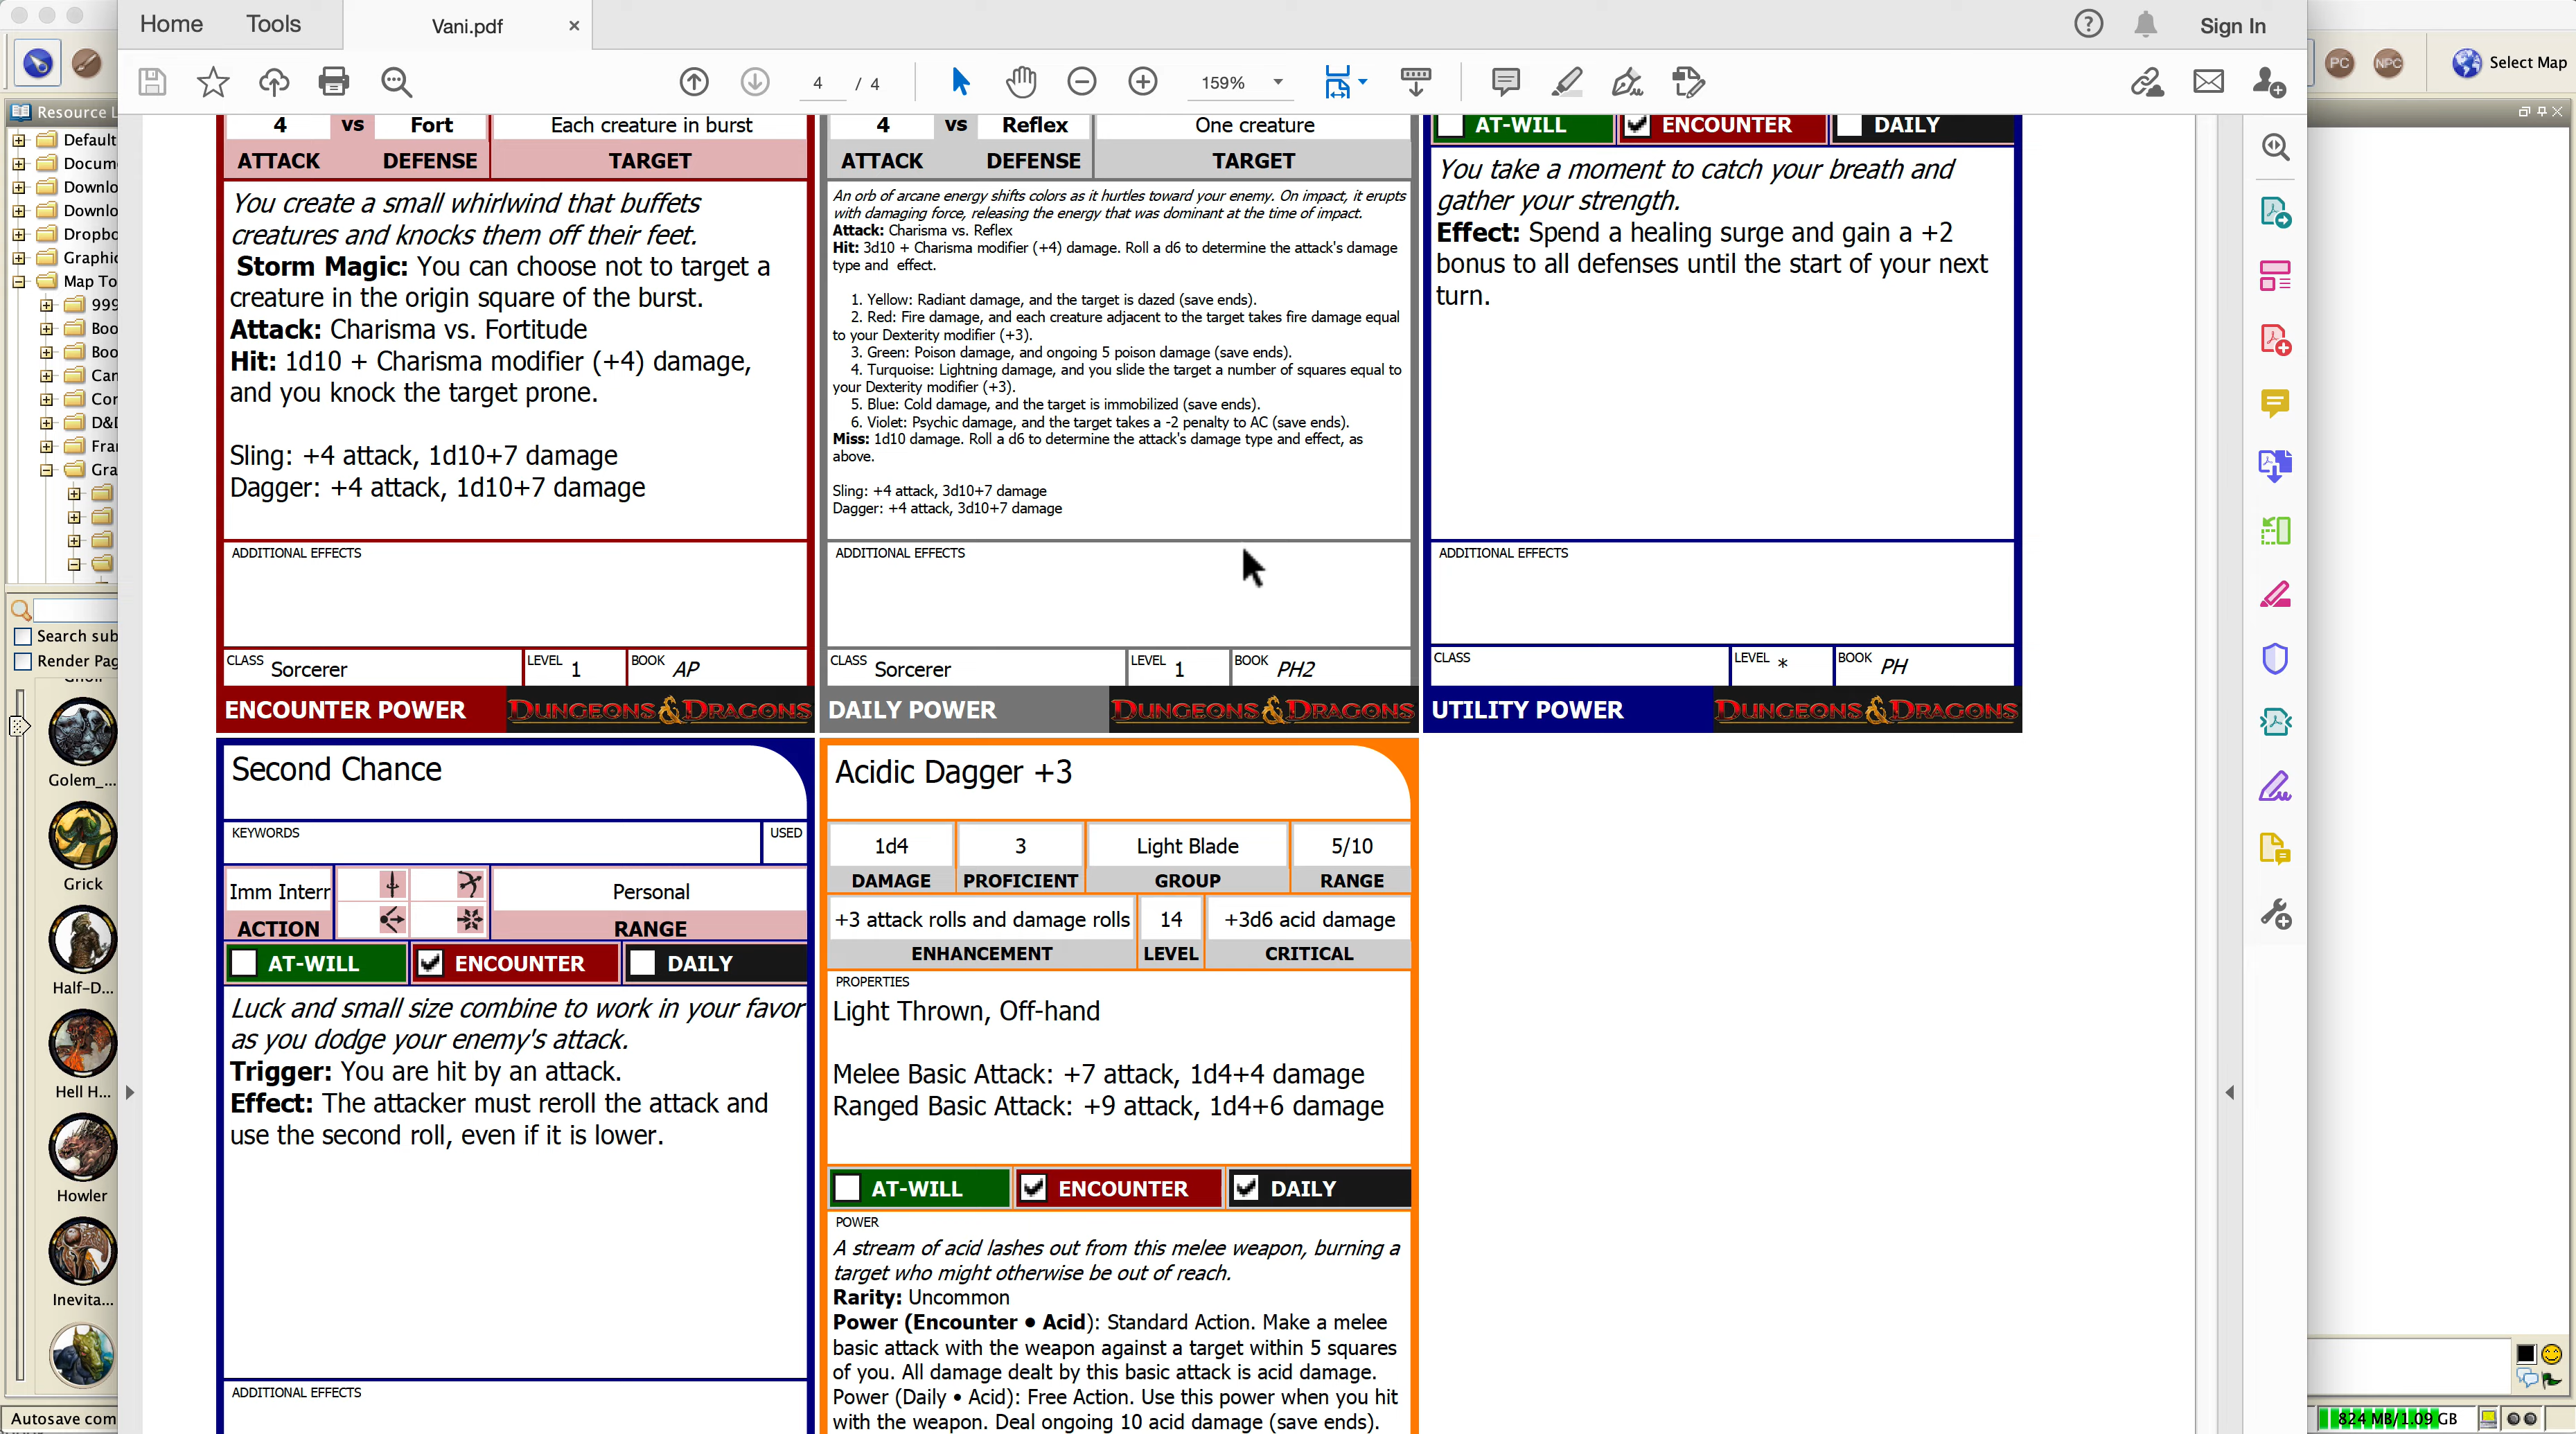 Home
Tools
Vani.pdf
Sign In
4 / 4
159%
PC
NPC
Select Map
Resource L
Default
Docum
Downlo
Downlo
Dropbo
Graphic
Map To
999
Boo
Boo
Car
Cor
D&D
Fra
Gra
Search sub
Render Pag
Golem_...
Grick
Half-D...
Hell H...
Howler
Inevita...
Autosave com
4 vs Fort Each creature in burst
ATTACK DEFENSE TARGET
You create a small whirlwind that buffets
creatures and knocks them off their feet.
Storm Magic: You can choose not to target a
creature in the origin square of the burst.
Attack: Charisma vs. Fortitude
Hit: 1d10 + Charisma modifier (+4) damage,
and you knock the target prone.
Sling: +4 attack, 1d10+7 damage
Dagger: +4 attack, 1d10+7 damage
ADDITIONAL EFFECTS
CLASS Sorcerer LEVEL 1 BOOK AP
ENCOUNTER POWER DUNGEONS & DRAGONS
4 vs Reflex One creature
ATTACK DEFENSE TARGET
An orb of arcane energy shifts colors as it hurtles toward your enemy. On impact, it erupts
with damaging force, releasing the energy that was dominant at the time of impact.
Attack: Charisma vs. Reflex
Hit: 3d10 + Charisma modifier (+4) damage. Roll a d6 to determine the attack's damage
type and effect.
1. Yellow: Radiant damage, and the target is dazed (save ends).
2. Red: Fire damage, and each creature adjacent to the target takes fire damage equal
to your Dexterity modifier (+3).
3. Green: Poison damage, and ongoing 5 poison damage (save ends).
4. Turquoise: Lightning damage, and you slide the target a number of squares equal to
your Dexterity modifier (+3).
5. Blue: Cold damage, and the target is immobilized (save ends).
6. Violet: Psychic damage, and the target takes a -2 penalty to AC (save ends).
Miss: 1d10 damage. Roll a d6 to determine the attack's damage type and effect, as
above.
Sling: +4 attack, 3d10+7 damage
Dagger: +4 attack, 3d10+7 damage
ADDITIONAL EFFECTS
CLASS Sorcerer LEVEL 1 BOOK PH2
DAILY POWER DUNGEONS & DRAGONS
AT-WILL ENCOUNTER DAILY
You take a moment to catch your breath and
gather your strength.
Effect: Spend a healing surge and gain a +2
bonus to all defenses until the start of your next
turn.
ADDITIONAL EFFECTS
CLASS LEVEL * BOOK PH
UTILITY POWER DUNGEONS & DRAGONS
Second Chance
KEYWORDS USED
Imm Interr Personal
ACTION RANGE
AT-WILL ENCOUNTER DAILY
Luck and small size combine to work in your favor
as you dodge your enemy's attack.
Trigger: You are hit by an attack.
Effect: The attacker must reroll the attack and
use the second roll, even if it is lower.
ADDITIONAL EFFECTS
Acidic Dagger +3
1d4 3 Light Blade 5/10
DAMAGE PROFICIENT GROUP RANGE
+3 attack rolls and damage rolls 14 +3d6 acid damage
ENHANCEMENT LEVEL CRITICAL
PROPERTIES
Light Thrown, Off-hand
Melee Basic Attack: +7 attack, 1d4+4 damage
Ranged Basic Attack: +9 attack, 1d4+6 damage
AT-WILL ENCOUNTER DAILY
POWER
A stream of acid lashes out from this melee weapon, burning a
target who might otherwise be out of reach.
Rarity: Uncommon
Power (Encounter • Acid): Standard Action. Make a melee
basic attack with the weapon against a target within 5 squares
of you. All damage dealt by this basic attack is acid damage.
Power (Daily • Acid): Free Action. Use this power when you hit
with the weapon. Deal ongoing 10 acid damage (save ends).
824 MB/1.09 GB